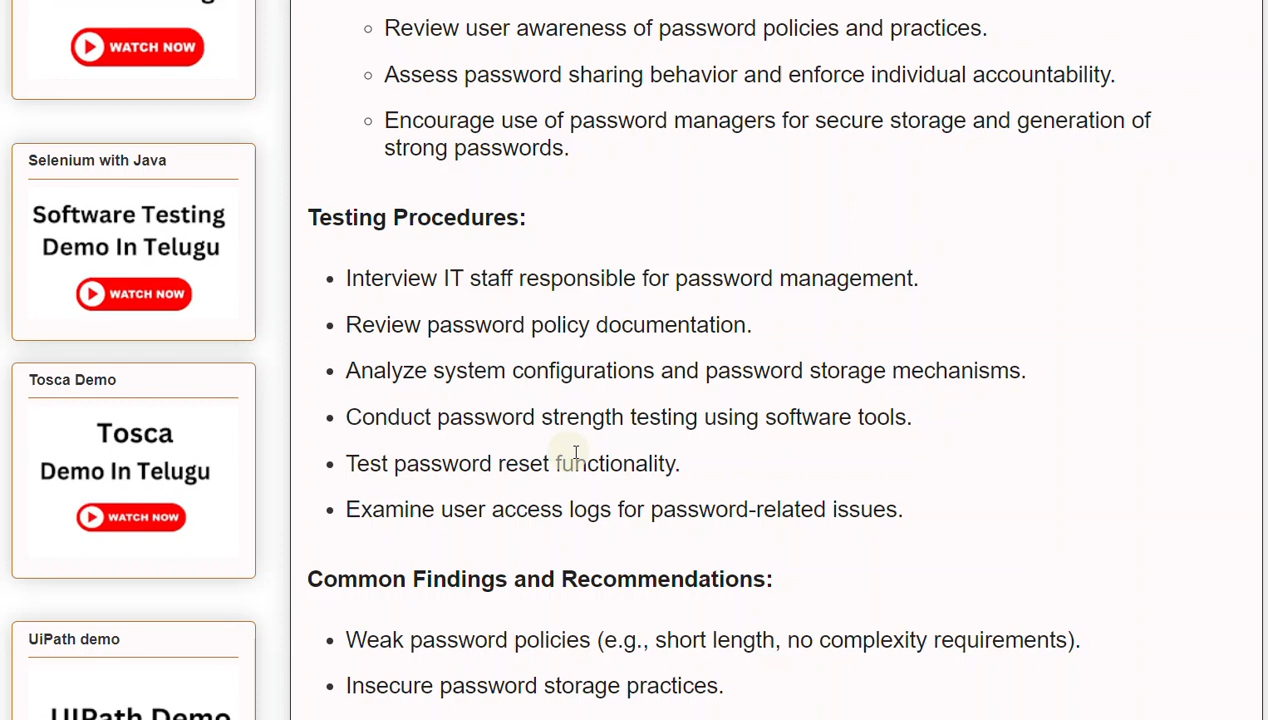 WATCH NOW
Selenium with Java
Software Testing
Demo In Telugu
WATCH NOW
Tosca Demo
Tosca
Demo In Telugu
WATCH NOW
UiPath demo
UIPath Demo
Review user awareness of password policies and practices.
Assess password sharing behavior and enforce individual accountability.
Encourage use of password managers for secure storage and generation of
strong passwords.
Testing Procedures:
Interview IT staff responsible for password management.
Review password policy documentation.
Analyze system configurations and password storage mechanisms.
Conduct password strength testing using software tools.
Test password reset functionality.
Examine user access logs for password-related issues.
Common Findings and Recommendations:
Weak password policies (e.g., short length, no complexity requirements).
Insecure password storage practices.